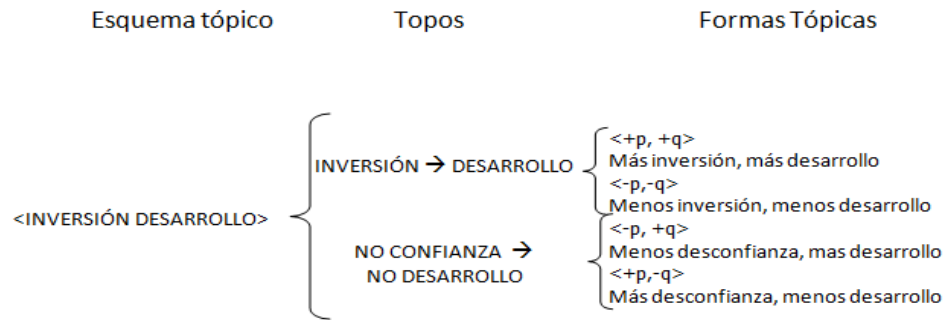 Esquema tópico Topos Formas Tópicas
<INVERSIÓN DESARROLLO>
INVERSIÓN → DESARROLLO
NO CONFIANZA →
NO DESARROLLO
<+p, +q>
Más inversión, más desarrollo
<-p,-q>
Menos inversión, menos desarrollo
<-p, +q>
Menos desconfianza, mas desarrollo
<+p,-q>
Más desconfianza, menos desarrollo